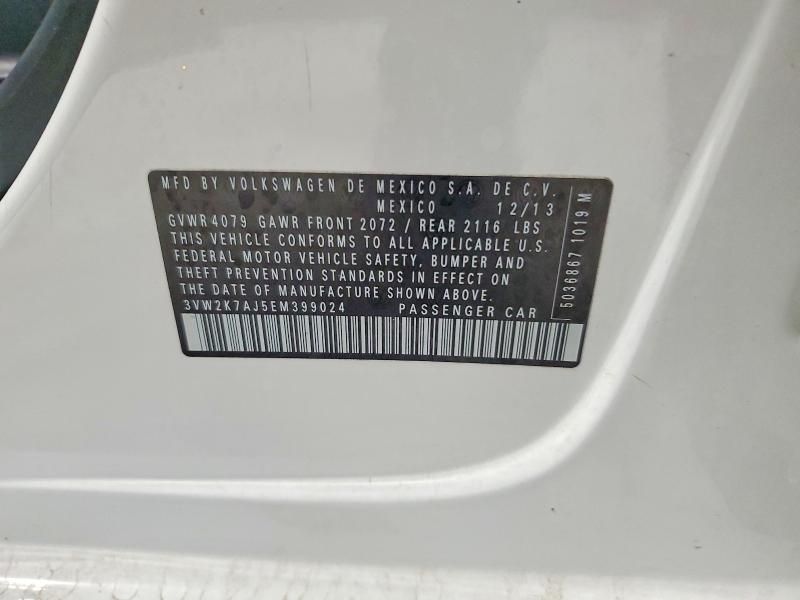 MFD BY VOLKSWAGEN DE MEXICO S.A. DE C.V.
MEXICO 12/13
GVWR 4079 GAWR FRONT 2072 / REAR 2116 LBS
THIS VEHICLE CONFORMS TO ALL APPLICABLE U.S.
FEDERAL MOTOR VEHICLE SAFETY, BUMPER AND
THEFT PREVENTION STANDARDS IN EFFECT ON
THE DATE OF MANUFACTURE SHOWN ABOVE.
3VW2K7AJ5EM399024 PASSENGER CAR
5036867 1019 M